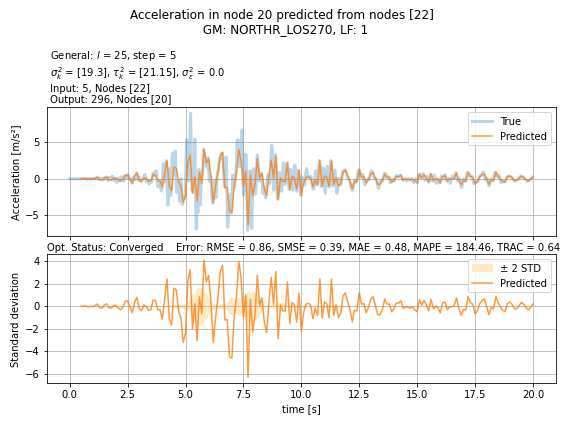 Acceleration in node 20 predicted from nodes [22]
GM: NORTHR_LOS270, LF: 1
General: l = 25, step = 5
σ²ₖ = [19.3], τ²ₖ = [21.15], σ²ε = 0.0
Input: 5, Nodes [22]
Output: 296, Nodes [20]
Acceleration [m/s²]
5
0
−5
True
Predicted
Opt. Status: Converged Error: RMSE = 0.86, SMSE = 0.39, MAE = 0.48, MAPE = 184.46, TRAC = 0.64
Standard deviation
4
2
0
−2
−4
−6
± 2 STD
Predicted
0.0 2.5 5.0 7.5 10.0 12.5 15.0 17.5 20.0
time [s]